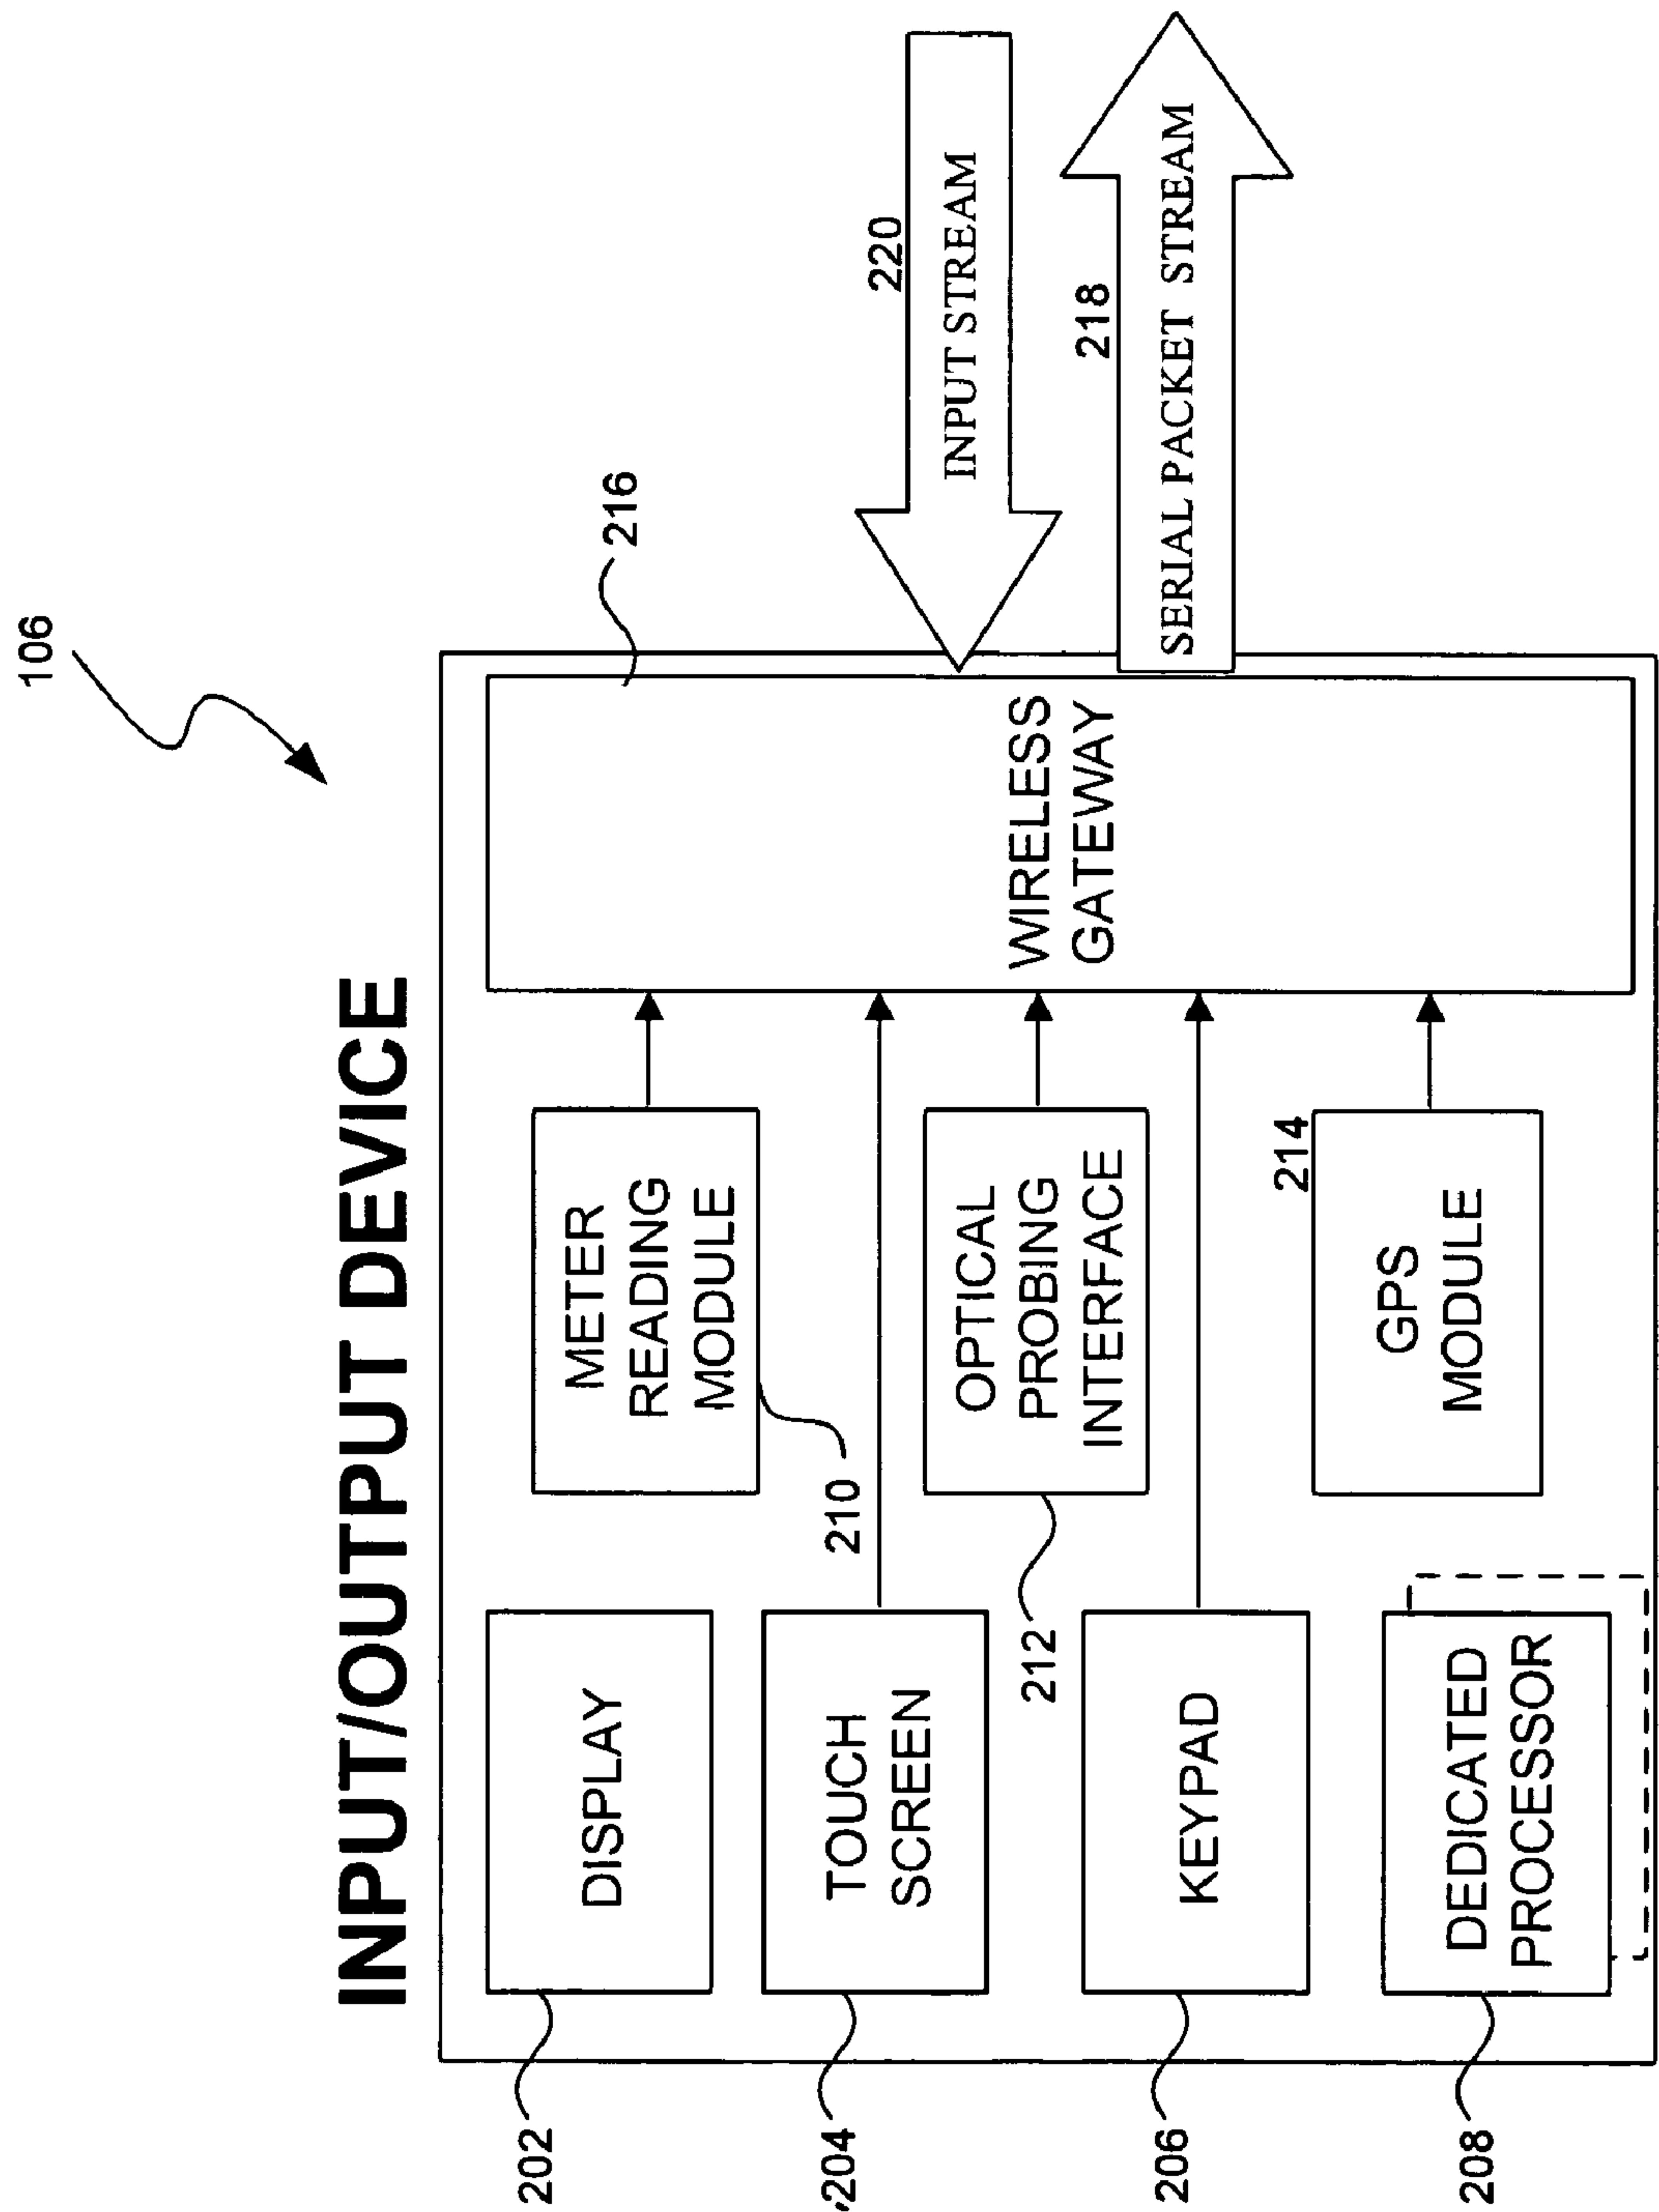 106
INPUT/OUTPUT DEVICE
202
DISPLAY
METER
READING
MODULE
210
216
WIRELESS
GATEWAY
204
TOUCH
SCREEN
220
INPUT STREAM
212
OPTICAL
PROBING
INTERFACE
218
SERIAL PACKET STREAM
206
KEYPAD
214
GPS
MODULE
208
DEDICATED
PROCESSOR